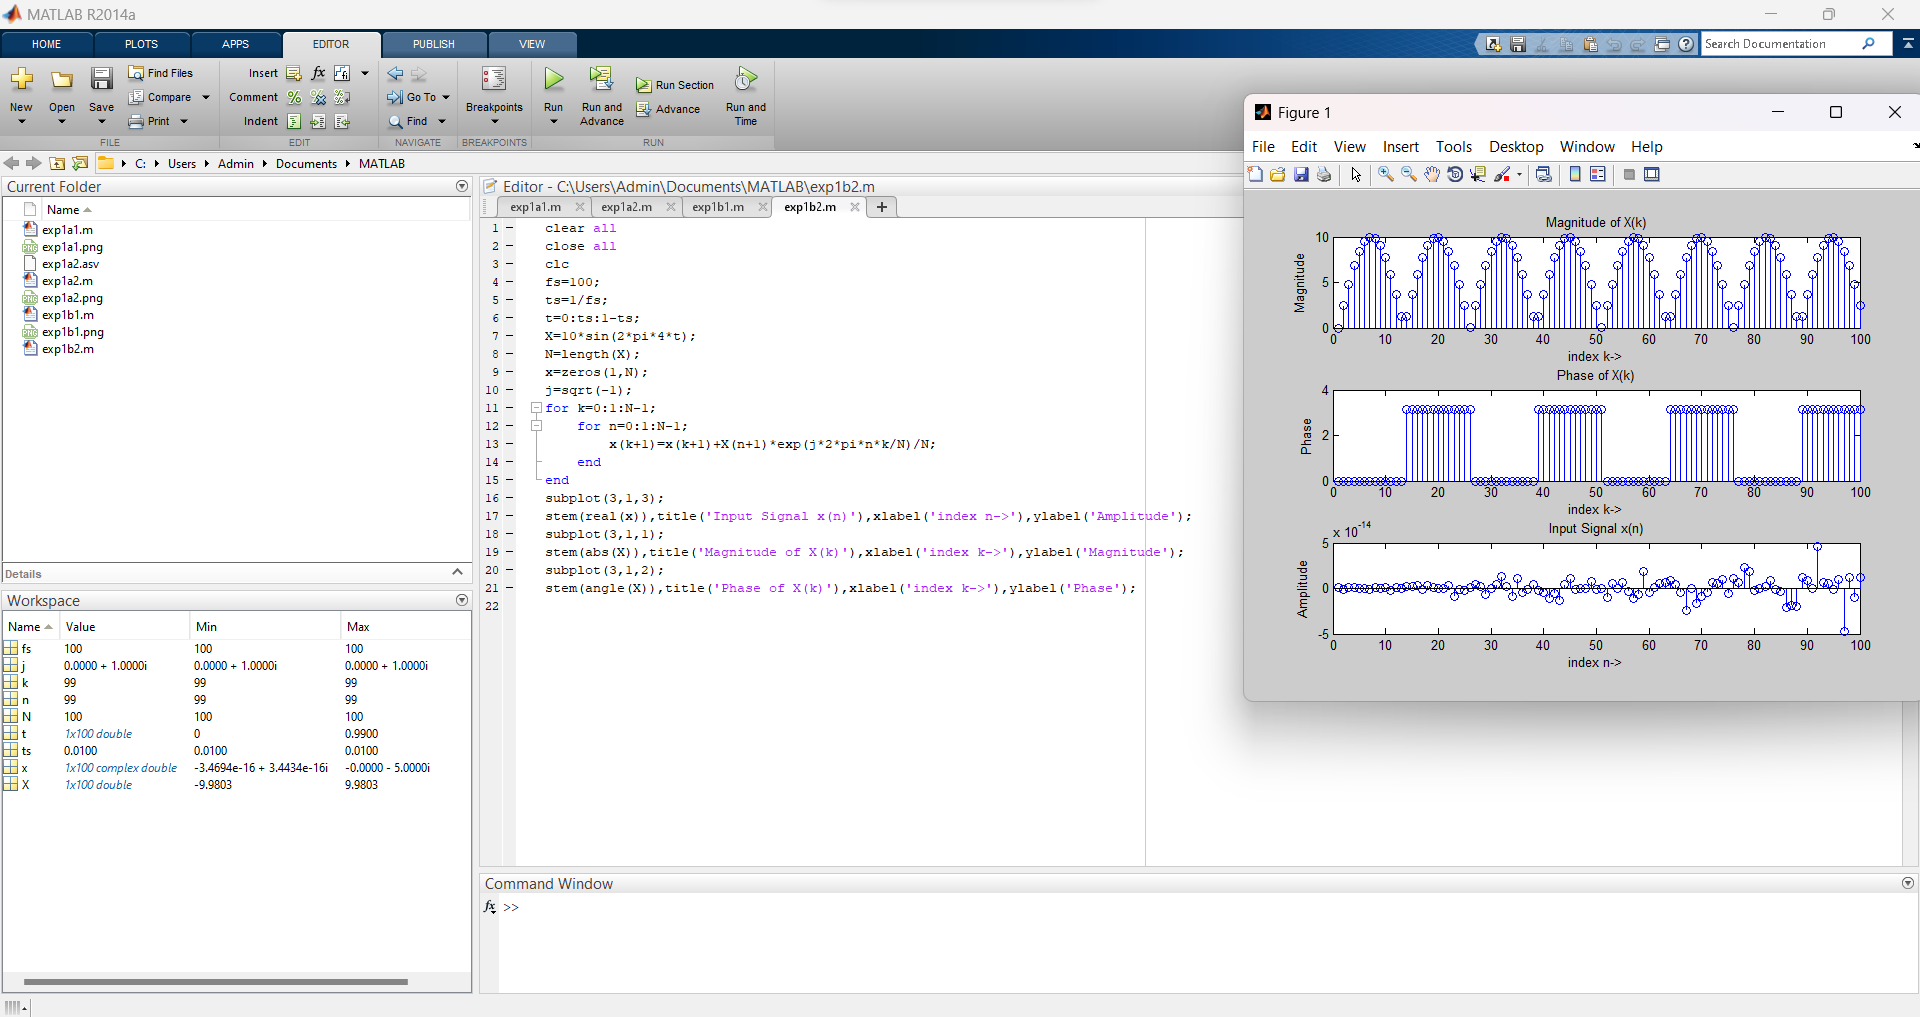 MATLAB R2014a
HOME PLOTS APPS EDITOR PUBLISH VIEW
Search Documentation
New Open Save Find Files Compare Print
Insert fx Comment Indent
Go To Find
Breakpoints
Run Run and Advance Run Section Advance Run and Time
FILE EDIT NAVIGATE BREAKPOINTS RUN
C: Users Admin Documents MATLAB
Current Folder
Name
exp1a1.m
exp1a1.png
exp1a2.asv
exp1a2.m
exp1a2.png
exp1b1.m
exp1b1.png
exp1b2.m
Details
Workspace
Name Value Min Max
fs 100 100 100
j 0.0000 + 1.0000i 0.0000 + 1.0000i 0.0000 + 1.0000i
k 99 99 99
n 99 99 99
N 100 100 100
t 1x100 double 0 0.9900
ts 0.0100 0.0100 0.0100
x 1x100 complex double -3.4694e-16 + 3.4434e-16i -0.0000 - 5.0000i
X 1x100 double -9.9803 9.9803
Editor - C:\Users\Admin\Documents\MATLAB\exp1b2.m
exp1a1.m exp1a2.m exp1b1.m exp1b2.m
1 clear all
2 close all
3 clc
4 fs=100;
5 ts=1/fs;
6 t=0:ts:1-ts;
7 X=10*sin(2*pi*4*t);
8 N=length(X);
9 x=zeros(1,N);
10 j=sqrt(-1);
11 for k=0:1:N-1;
12 for n=0:1:N-1;
13 x(k+1)=x(k+1)+X(n+1)*exp(j*2*pi*n*k/N)/N;
14 end
15 end
16 subplot(3,1,3);
17 stem(real(x)),title('Input Signal x(n)'),xlabel('index n->'),ylabel('Amplitude');
18 subplot(3,1,1);
19 stem(abs(X)),title('Magnitude of X(k)'),xlabel('index k->'),ylabel('Magnitude');
20 subplot(3,1,2);
21 stem(angle(X)),title('Phase of X(k)'),xlabel('index k->'),ylabel('Phase');
22
Command Window
fx >>
Figure 1
File Edit View Insert Tools Desktop Window Help
Magnitude of X(k)
Magnitude
10
5
0
0 10 20 30 40 50 60 70 80 90 100
index k->
Phase of X(k)
Phase
4
2
0
0 10 20 30 40 50 60 70 80 90 100
index k->
x 10-14
Input Signal x(n)
Amplitude
5
0
-5
0 10 20 30 40 50 60 70 80 90 100
index n->